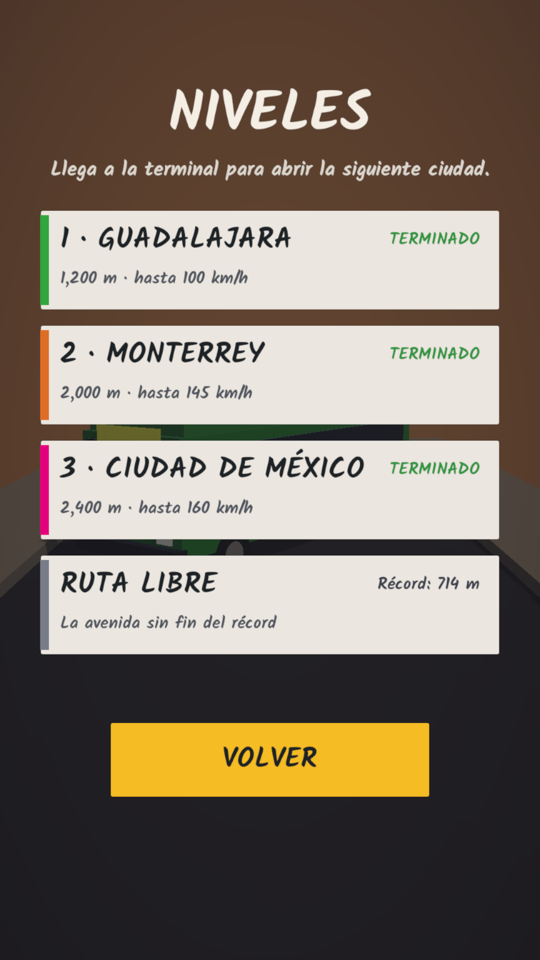 NIVELES
Llega a la terminal para abrir la siguiente ciudad.
1 · GUADALAJARA TERMINADO
1,200 m · hasta 100 km/h
2 · MONTERREY TERMINADO
2,000 m · hasta 145 km/h
3 · CIUDAD DE MÉXICO TERMINADO
2,400 m · hasta 160 km/h
RUTA LIBRE Récord: 714 m
La avenida sin fin del récord
VOLVER